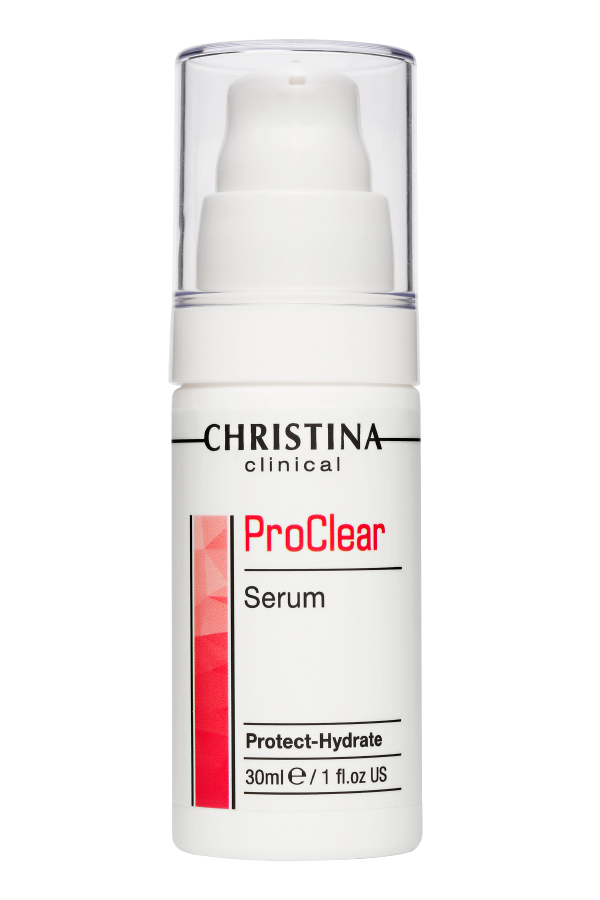 CHRISTINA
clinical
ProClear
Serum
Protect-Hydrate
30ml ℮ / 1 fl.oz US